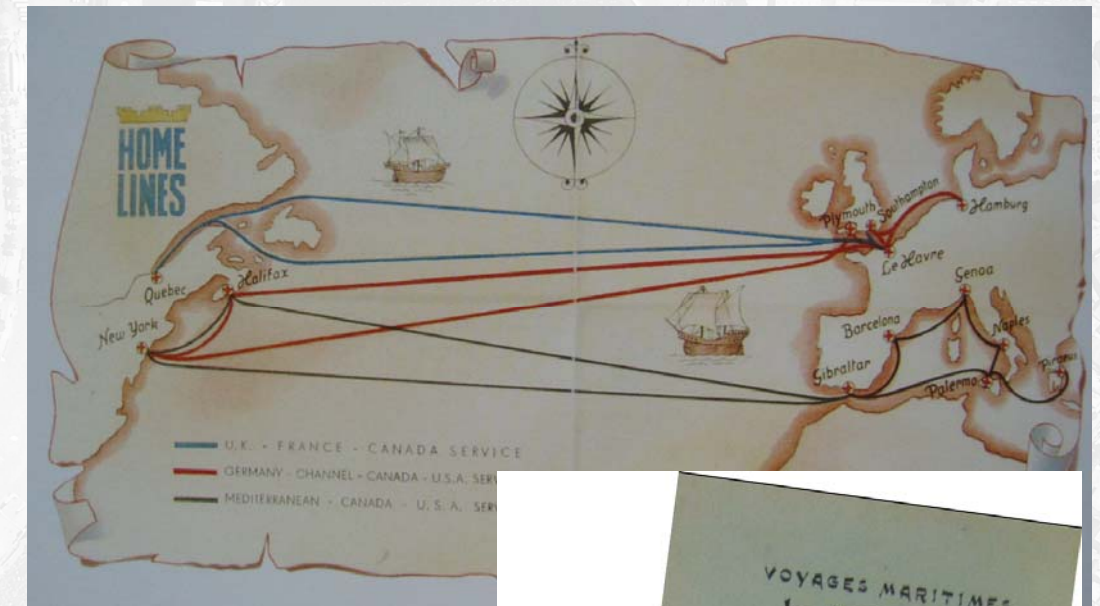 HOME
LINES
Plymouth
Southampton
Hamburg
Le Havre
Quebec
Halifax
New York
Genoa
Barcelona
Naples
Gibraltar
Palermo
Piraeus
U.K. - FRANCE - CANADA SERVICE
GERMANY - CHANNEL - CANADA - U.S.A. SERV
MEDITERRANEAN - CANADA - U.S.A. SERV
VOYAGES MARITIMES